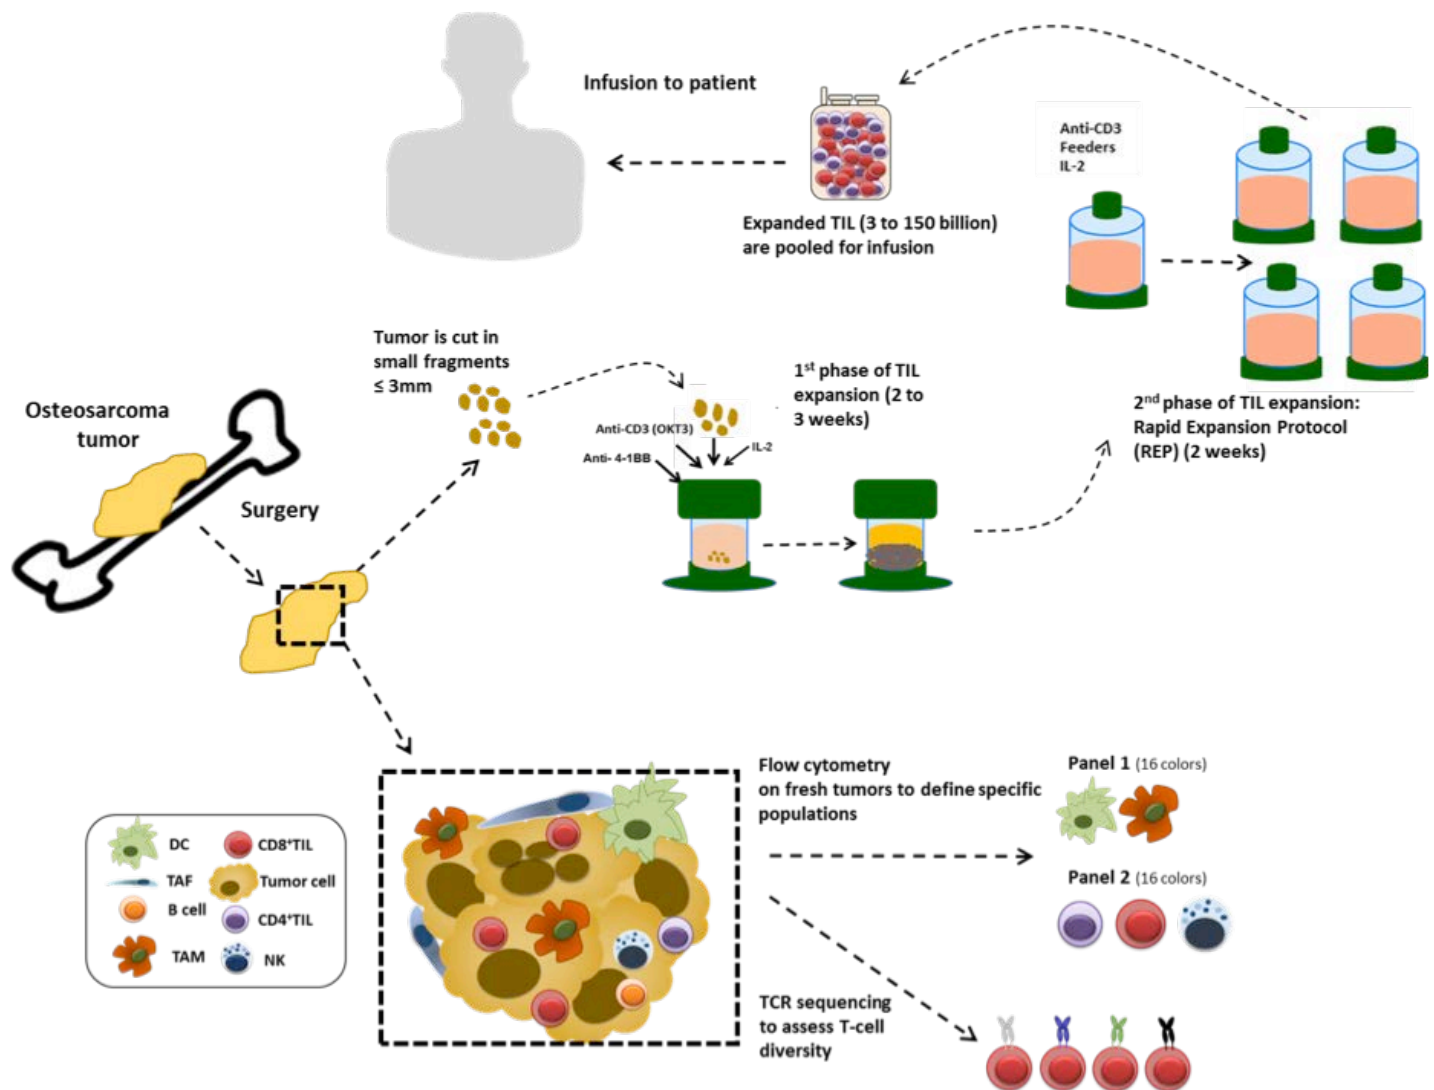 Infusion to patient
Expanded TIL (3 to 150 billion)
are pooled for infusion
Anti-CD3
Feeders
IL-2
2nd phase of TIL expansion:
Rapid Expansion Protocol
(REP) (2 weeks)
Tumor is cut in
small fragments
≤ 3mm
1st phase of TIL
expansion (2 to
3 weeks)
Anti-CD3 (OKT3)
IL-2
Anti- 4-1BB
Osteosarcoma
tumor
Surgery
Flow cytometry
on fresh tumors to define specific
populations
Panel 1 (16 colors)
Panel 2 (16 colors)
DC
CD8+TIL
TAF
Tumor cell
B cell
CD4+TIL
TAM
NK
TCR sequencing
to assess T-cell
diversity